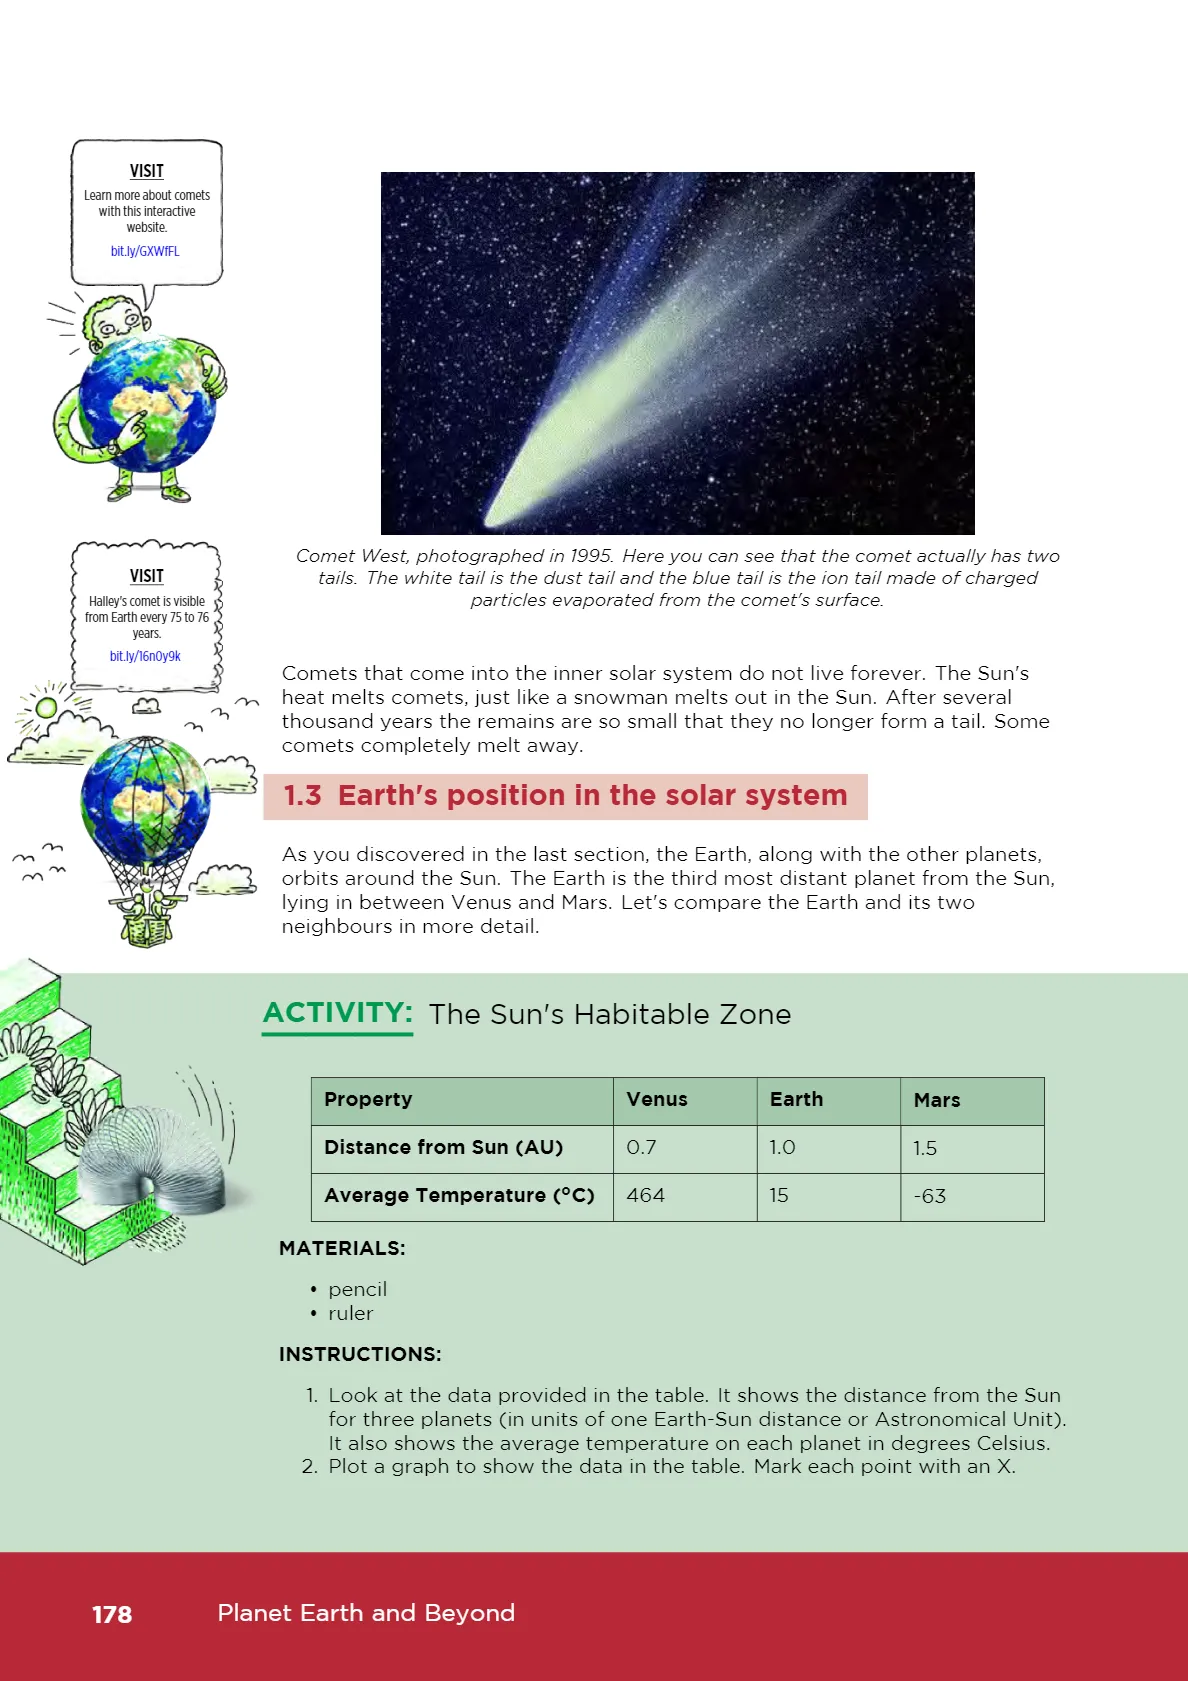 VISIT
Learn more about comets
with this interactive
website.
bit.ly/GXWfFL
VISIT
Halley's comet is visible
from Earth every 75 to 76
years.
bit.ly/16n0y9k
Comet West, photographed in 1995. Here you can see that the comet actually has two
tails. The white tail is the dust tail and the blue tail is the ion tail made of charged
particles evaporated from the comet's surface.
Comets that come into the inner solar system do not live forever. The Sun's
heat melts comets, just like a snowman melts out in the Sun. After several
thousand years the remains are so small that they no longer form a tail. Some
comets completely melt away.
1.3 Earth's position in the solar system
As you discovered in the last section, the Earth, along with the other planets,
orbits around the Sun. The Earth is the third most distant planet from the Sun,
lying in between Venus and Mars. Let's compare the Earth and its two
neighbours in more detail.
ACTIVITY: The Sun's Habitable Zone
Property Venus Earth Mars
Distance from Sun (AU) 0.7 1.0 1.5
Average Temperature (°C) 464 15 -63
MATERIALS:
• pencil
• ruler
INSTRUCTIONS:
1. Look at the data provided in the table. It shows the distance from the Sun
for three planets (in units of one Earth-Sun distance or Astronomical Unit).
It also shows the average temperature on each planet in degrees Celsius.
2. Plot a graph to show the data in the table. Mark each point with an X.
178 Planet Earth and Beyond